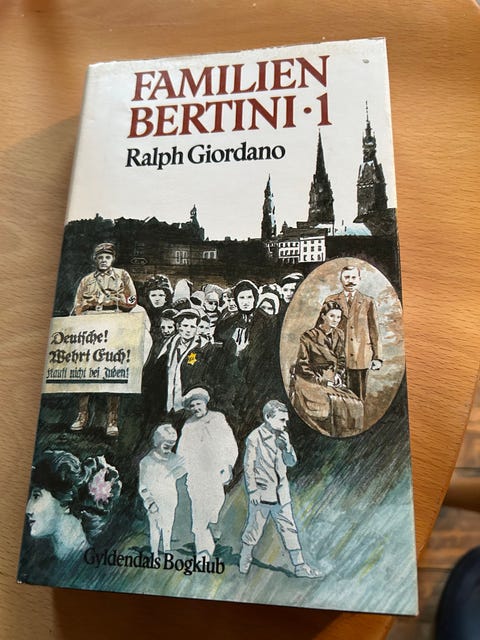 FAMILIEN
BERTINI·1
Ralph Giordano
Deutsche!
Wehrt Euch!
Kauft nicht bei Juden!
Gyldendals Bogklub